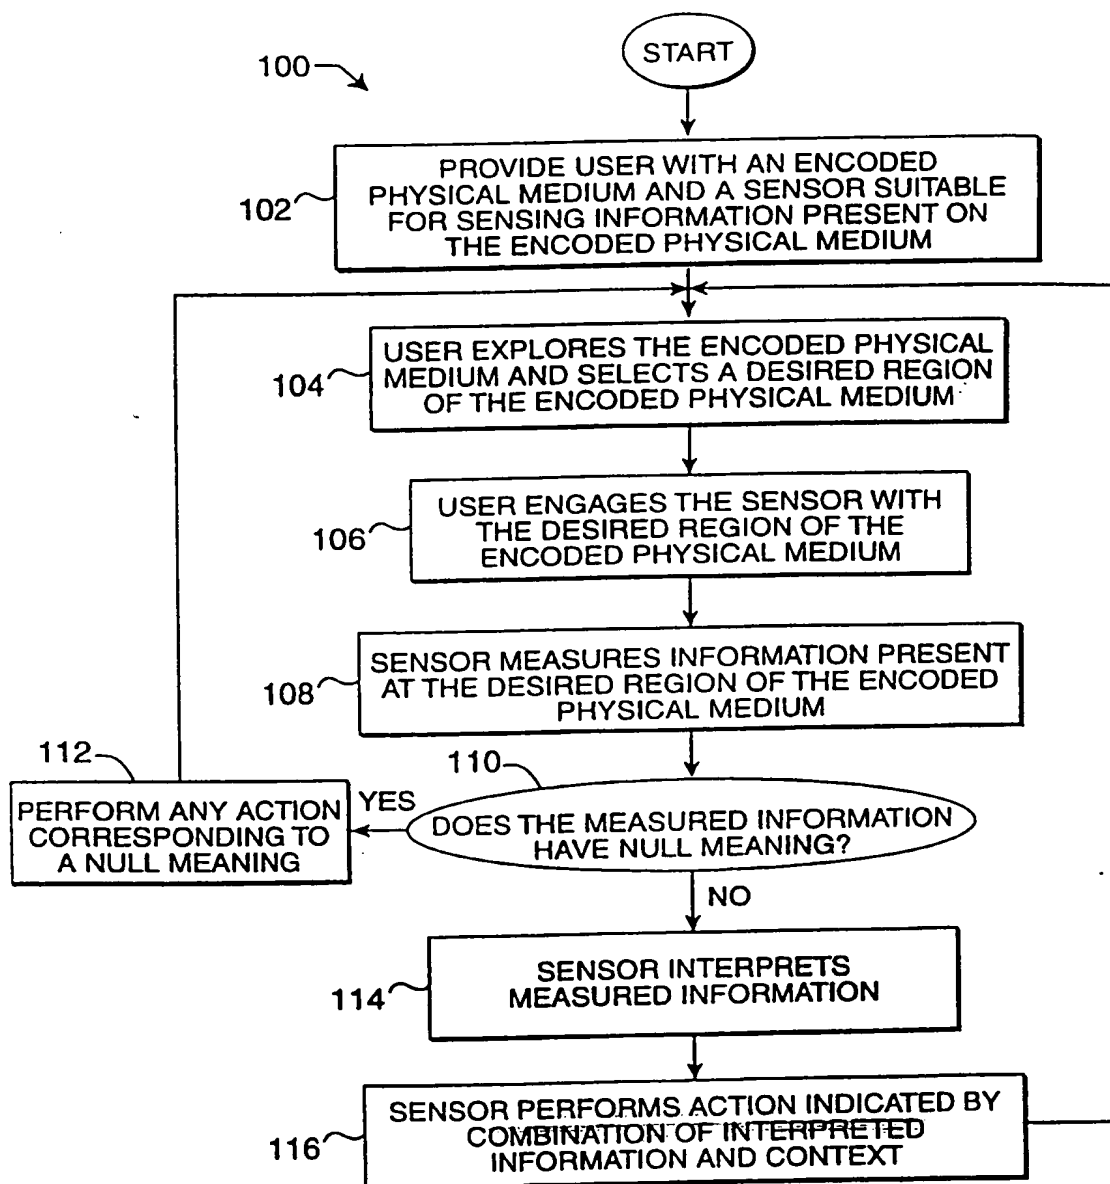 START
100
PROVIDE USER WITH AN ENCODED
PHYSICAL MEDIUM AND A SENSOR SUITABLE
FOR SENSING INFORMATION PRESENT ON
THE ENCODED PHYSICAL MEDIUM
102
USER EXPLORES THE ENCODED PHYSICAL
MEDIUM AND SELECTS A DESIRED REGION
OF THE ENCODED PHYSICAL MEDIUM
104
USER ENGAGES THE SENSOR WITH
THE DESIRED REGION OF THE
ENCODED PHYSICAL MEDIUM
106
SENSOR MEASURES INFORMATION PRESENT
AT THE DESIRED REGION OF THE ENCODED
PHYSICAL MEDIUM
108
112
110
PERFORM ANY ACTION
CORRESPONDING TO
A NULL MEANING
YES
DOES THE MEASURED INFORMATION
HAVE NULL MEANING?
NO
SENSOR INTERPRETS
MEASURED INFORMATION
114
SENSOR PERFORMS ACTION INDICATED BY
COMBINATION OF INTERPRETED
INFORMATION AND CONTEXT
116